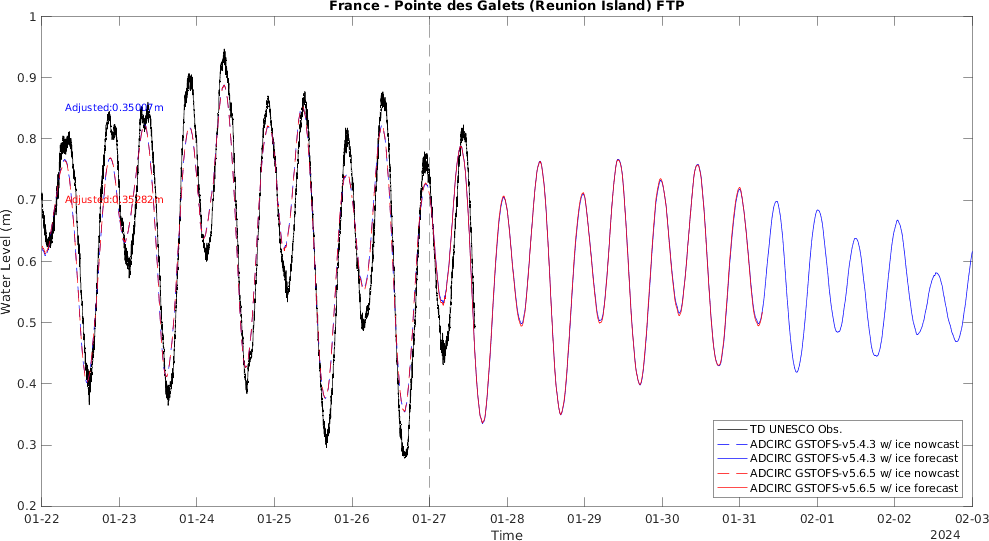 France - Pointe des Galets (Reunion Island) FTP
1
0.9
0.8
0.7
0.6
0.5
0.4
0.3
0.2
Water Level (m)
Adjusted:0.35007m
Adjusted:0.35282m
TD UNESCO Obs.
ADCIRC GSTOFS-v5.4.3 w/ ice nowcast
ADCIRC GSTOFS-v5.4.3 w/ ice forecast
ADCIRC GSTOFS-v5.6.5 w/ ice nowcast
ADCIRC GSTOFS-v5.6.5 w/ ice forecast
01-22 01-23 01-24 01-25 01-26 01-27 01-28 01-29 01-30 01-31 02-01 02-02 02-03
Time
2024